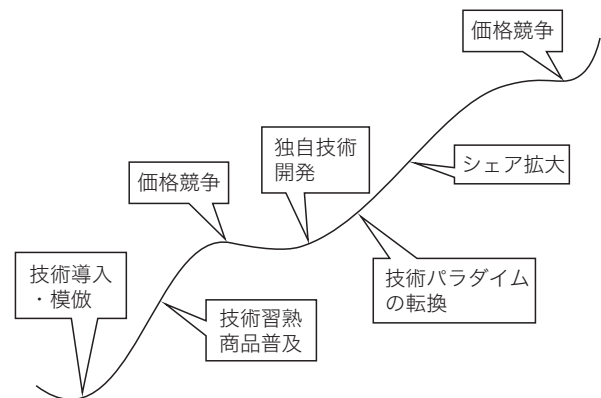 技術導入
・模倣
技術習熟
商品普及
価格競争
独自技術
開発
技術パラダイム
の転換
シェア拡大
価格競争